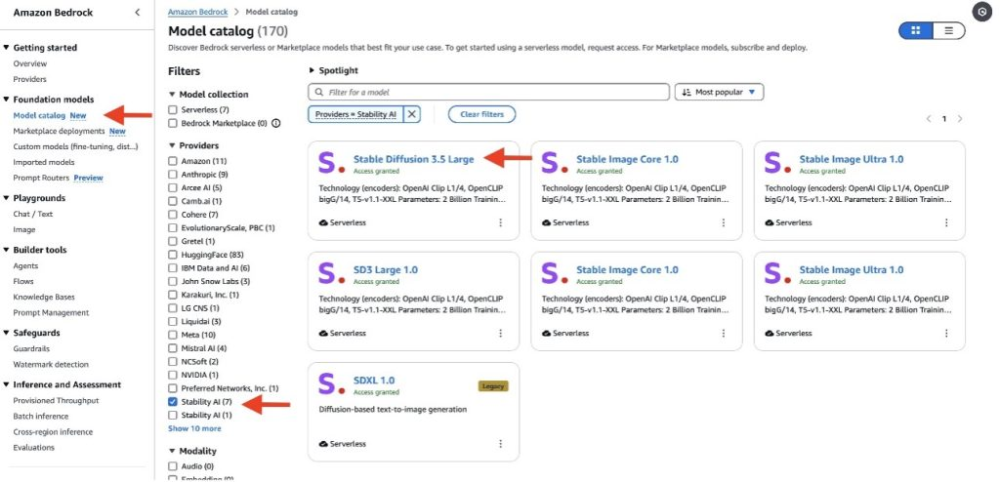 Amazon Bedrock
Getting started
Overview
Providers
Foundation models
Model catalog New
Marketplace deployments New
Custom models (fine-tuning, dist...)
Imported models
Prompt Routers Preview
Playgrounds
Chat / Text
Image
Builder tools
Agents
Flows
Knowledge Bases
Prompt Management
Safeguards
Guardrails
Watermark detection
Inference and Assessment
Provisioned Throughput
Batch inference
Cross-region inference
Evaluations
Amazon Bedrock > Model catalog
Model catalog (170)
Discover Bedrock serverless or Marketplace models that best fit your use case. To get started using a serverless model, request access. For Marketplace models, subscribe and deploy.
Filters
Model collection
Serverless (7)
Bedrock Marketplace (0)
Providers
Amazon (11)
Anthropic (9)
Arcee AI (5)
Camb.ai (1)
Cohere (7)
EvolutionaryScale, PBC (1)
Gretel (1)
HuggingFace (83)
IBM Data and AI (6)
John Snow Labs (3)
Karakuri, Inc. (1)
LG CNS (1)
Liquidai (3)
Meta (10)
Mistral AI (4)
NCSoft (2)
NVIDIA (1)
Preferred Networks, Inc. (1)
Stability AI (7)
Stability AI (1)
Show 10 more
Modality
Audio (0)
Embedding (0)
Spotlight
Filter for a model
Most popular
Providers = Stability AI
Clear filters
1
S.
Stable Diffusion 3.5 Large
Access granted
Technology (encoders): OpenAI Clip L1/4, OpenCLIP
bigG/14, T5-v1.1-XXL Parameters: 2 Billion Trainin...
Serverless
S.
Stable Image Core 1.0
Access granted
Technology (encoders): OpenAI Clip L1/4, OpenCLIP
bigG/14, T5-v1.1-XXL Parameters: 2 Billion Trainin...
Serverless
S.
Stable Image Ultra 1.0
Access granted
Technology (encoders): OpenAI Clip L1/4, OpenCLIP
bigG/14, T5-v1.1-XXL Parameters: 2 Billion Trainin...
Serverless
S.
SD3 Large 1.0
Access granted
Technology (encoders): OpenAI Clip L1/4, OpenCLIP
bigG/14, T5-v1.1-XXL Parameters: 2 Billion Trainin...
Serverless
S.
Stable Image Core 1.0
Access granted
Technology (encoders): OpenAI Clip L1/4, OpenCLIP
bigG/14, T5-v1.1-XXL Parameters: 2 Billion Trainin...
Serverless
S.
Stable Image Ultra 1.0
Access granted
Technology (encoders): OpenAI Clip L1/4, OpenCLIP
bigG/14, T5-v1.1-XXL Parameters: 2 Billion Trainin...
Serverless
S.
SDXL 1.0
Legacy
Access granted
Diffusion-based text-to-image generation
Serverless